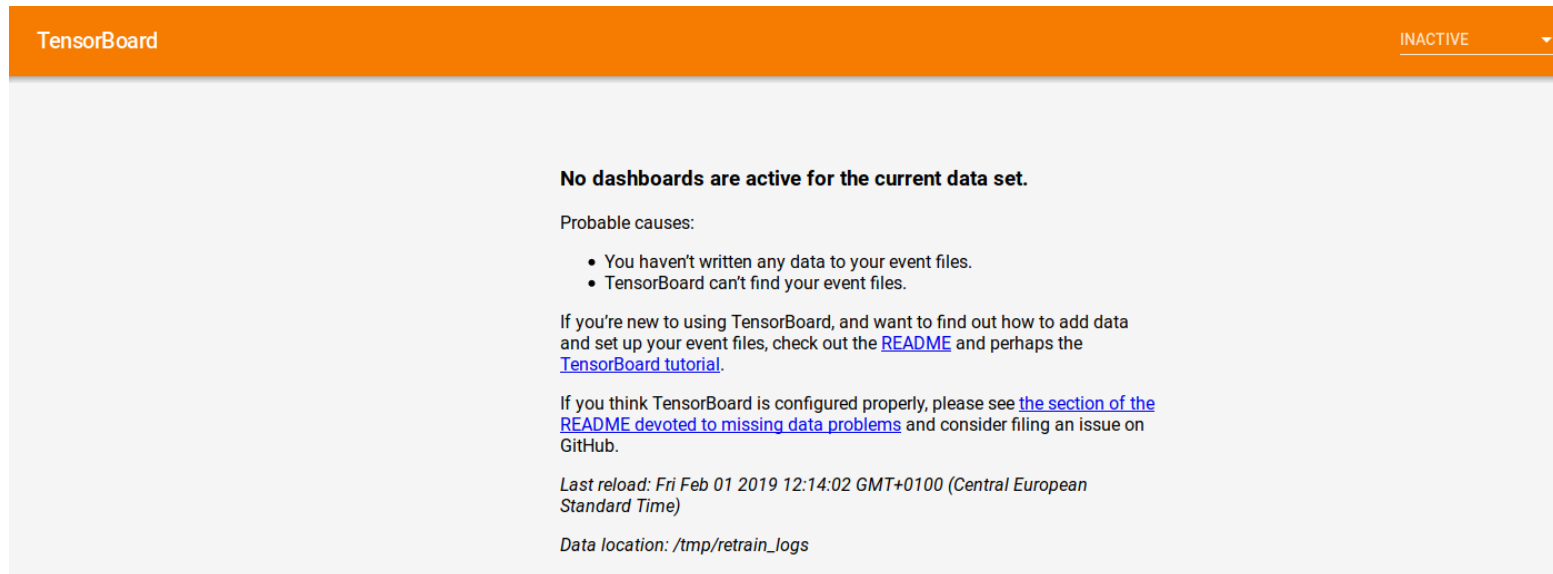 TensorBoard
INACTIVE
No dashboards are active for the current data set.
Probable causes:
• You haven’t written any data to your event files.
• TensorBoard can’t find your event files.
If you’re new to using TensorBoard, and want to find out how to add data
and set up your event files, check out the README and perhaps the
TensorBoard tutorial.
If you think TensorBoard is configured properly, please see the section of the
README devoted to missing data problems and consider filing an issue on
GitHub.
Last reload: Fri Feb 01 2019 12:14:02 GMT+0100 (Central European
Standard Time)
Data location: /tmp/retrain_logs